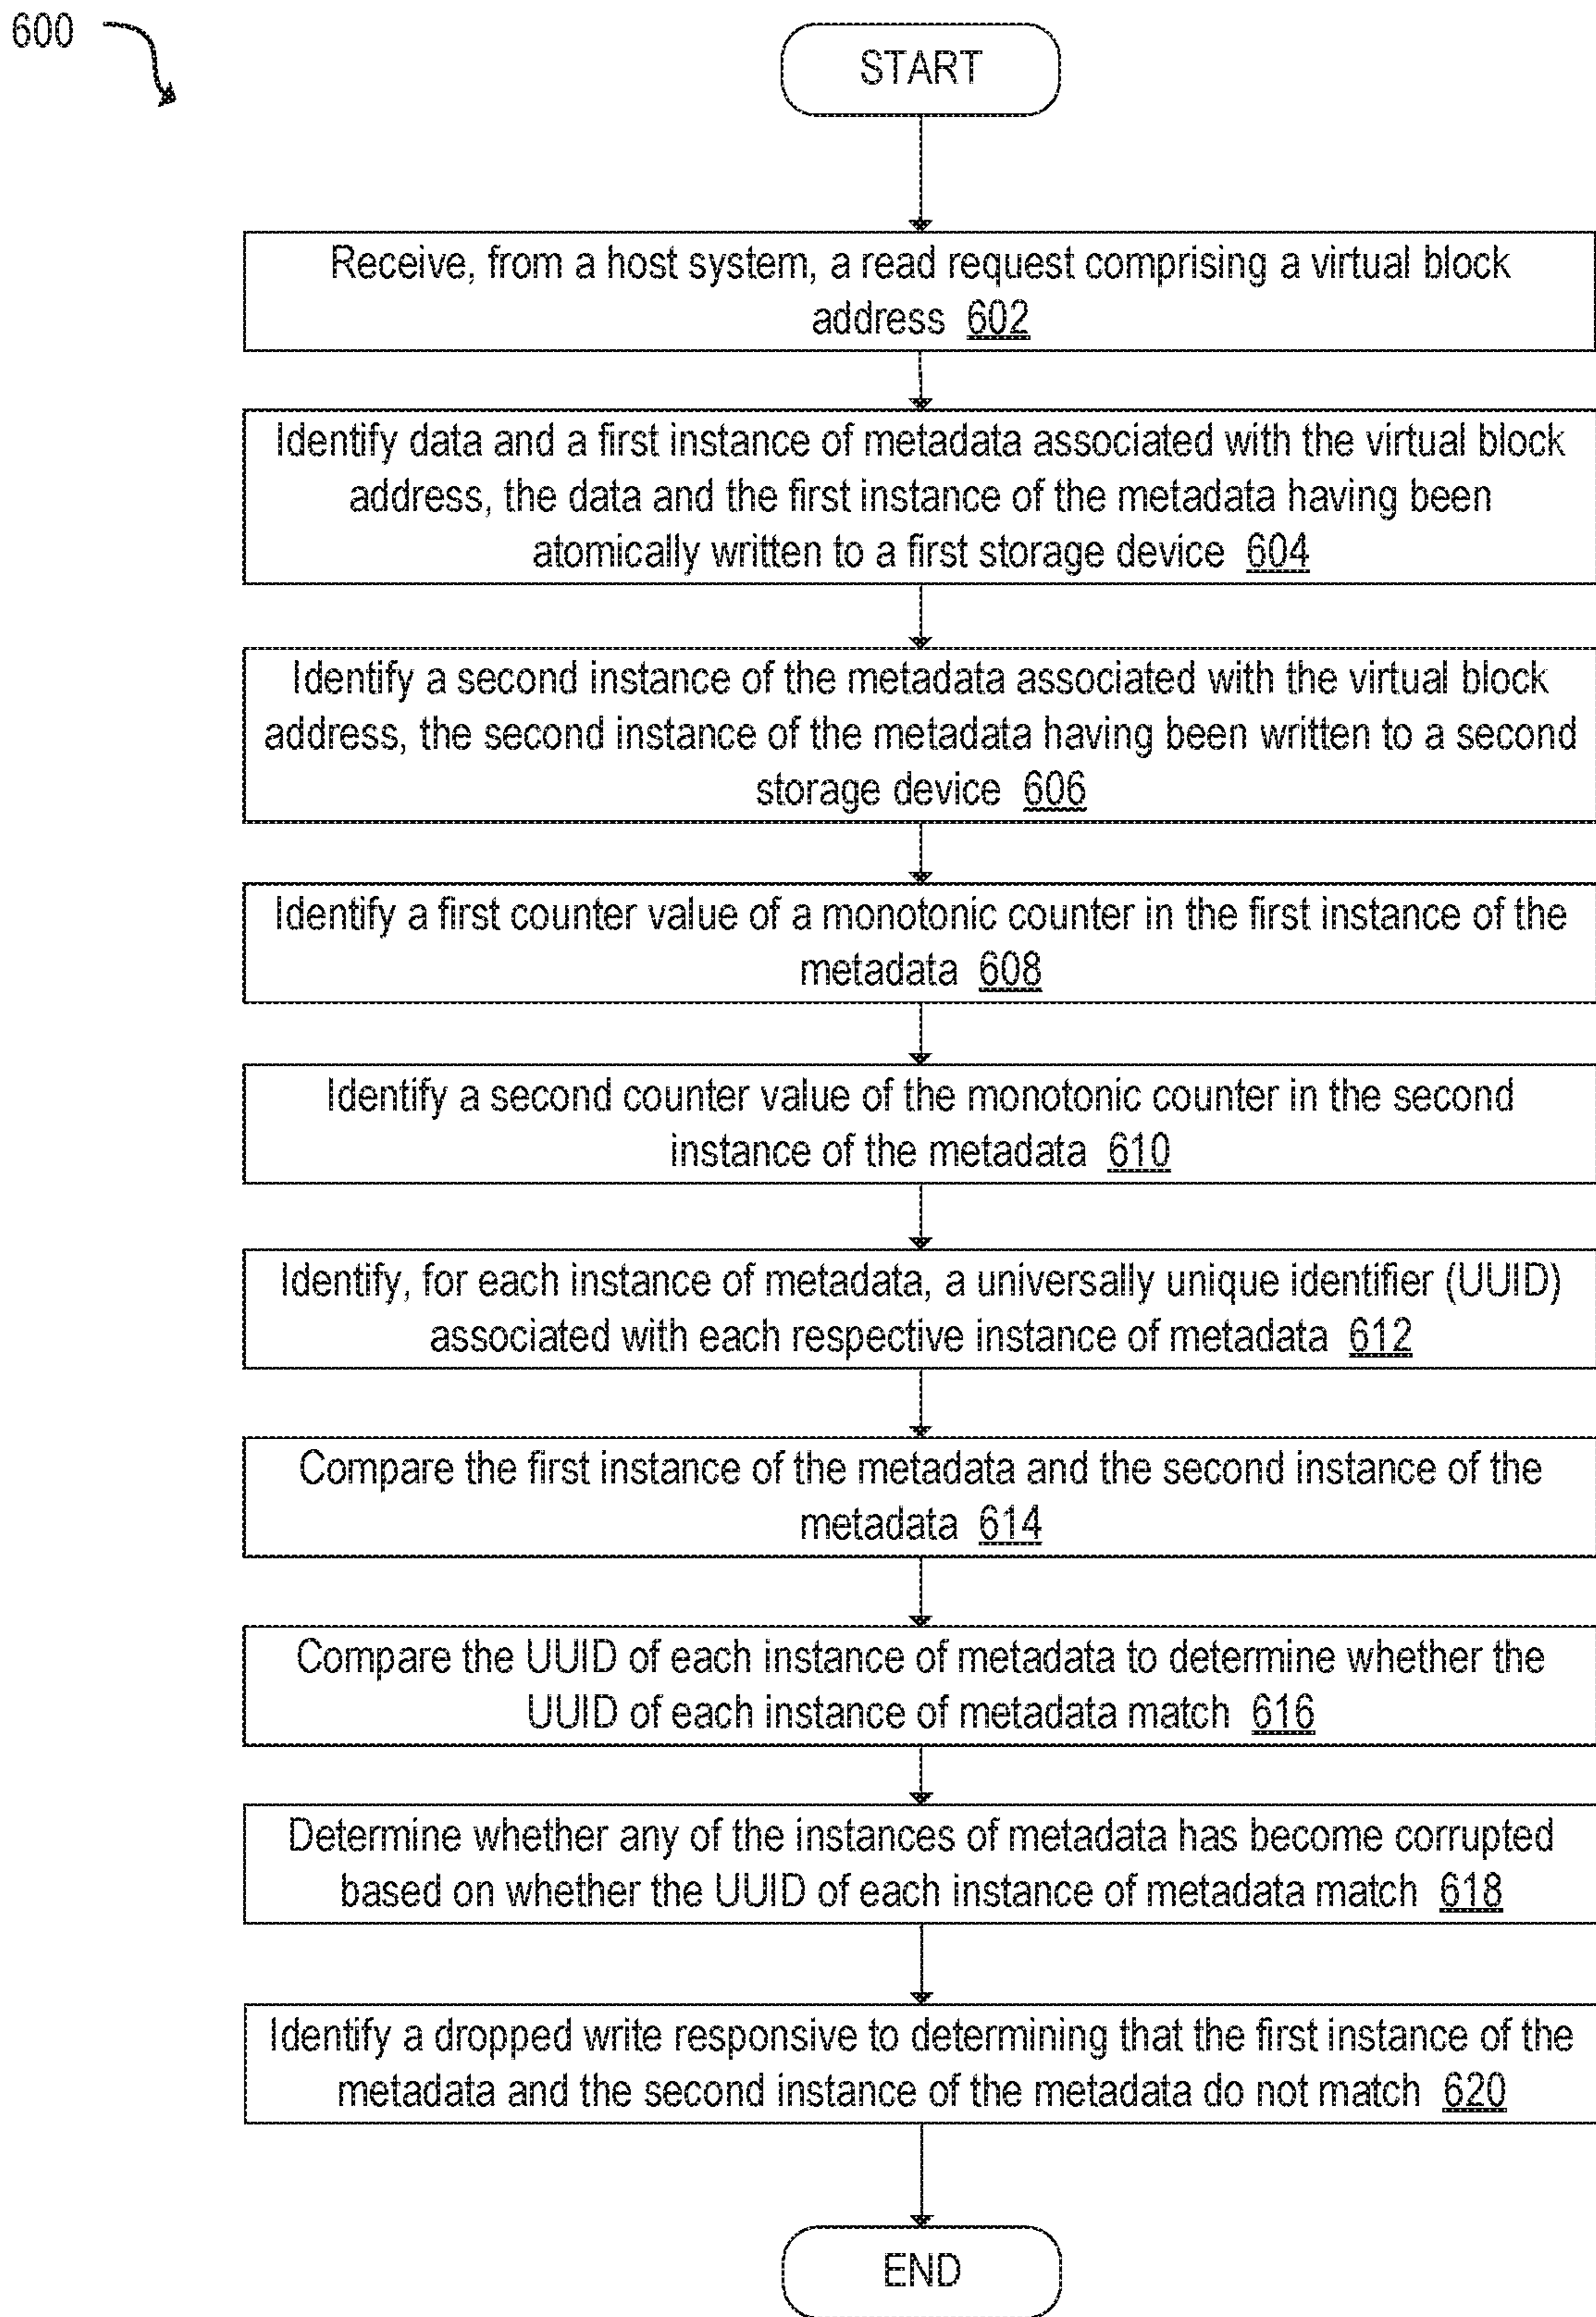 600
START
Receive, from a host system, a read request comprising a virtual block
address 602
Identify data and a first instance of metadata associated with the virtual block
address, the data and the first instance of the metadata having been
atomically written to a first storage device 604
Identify a second instance of the metadata associated with the virtual block
address, the second instance of the metadata having been written to a second
storage device 606
Identify a first counter value of a monotonic counter in the first instance of the
metadata 608
Identify a second counter value of the monotonic counter in the second
instance of the metadata 610
Identify, for each instance of metadata, a universally unique identifier (UUID)
associated with each respective instance of metadata 612
Compare the first instance of the metadata and the second instance of the
metadata 614
Compare the UUID of each instance of metadata to determine whether the
UUID of each instance of metadata match 616
Determine whether any of the instances of metadata has become corrupted
based on whether the UUID of each instance of metadata match 618
Identify a dropped write responsive to determining that the first instance of the
metadata and the second instance of the metadata do not match 620
END